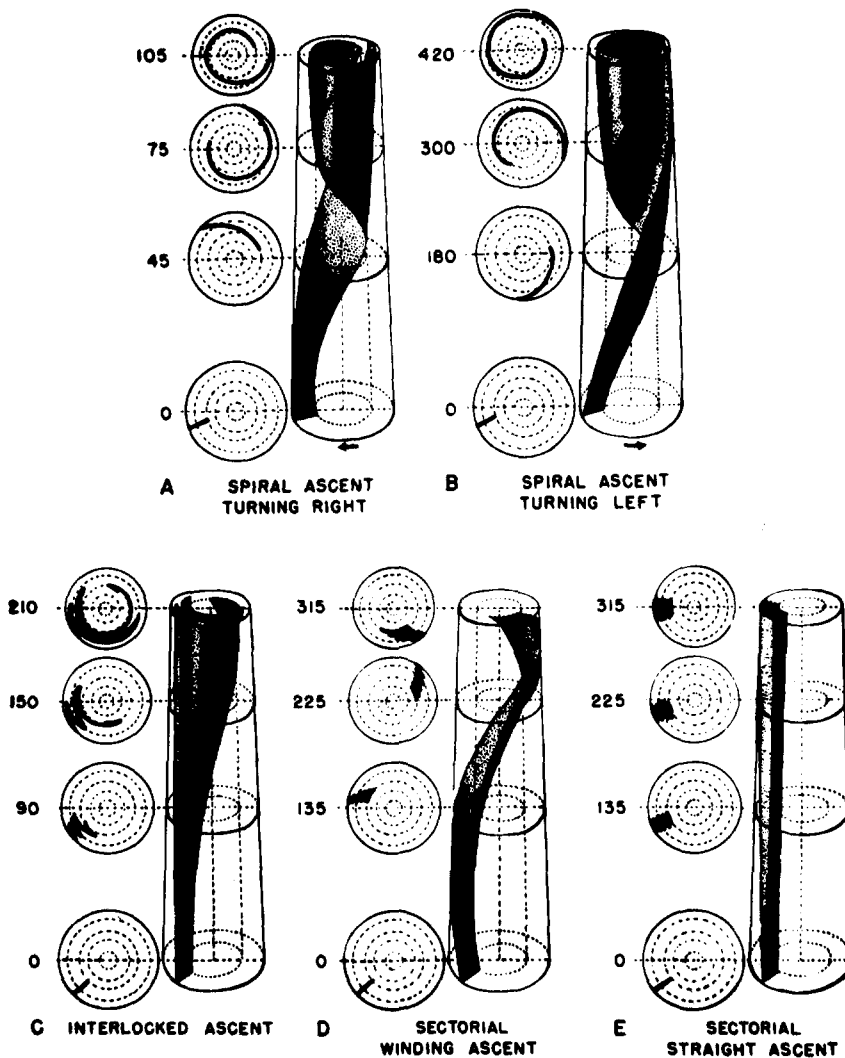 105
75
45
0
A SPIRAL ASCENT
TURNING RIGHT
420
300
180
0
B SPIRAL ASCENT
TURNING LEFT
210
150
90
0
C INTERLOCKED ASCENT
315
225
135
0
D SECTORIAL
WINDING ASCENT
315
225
135
0
E SECTORIAL
STRAIGHT ASCENT